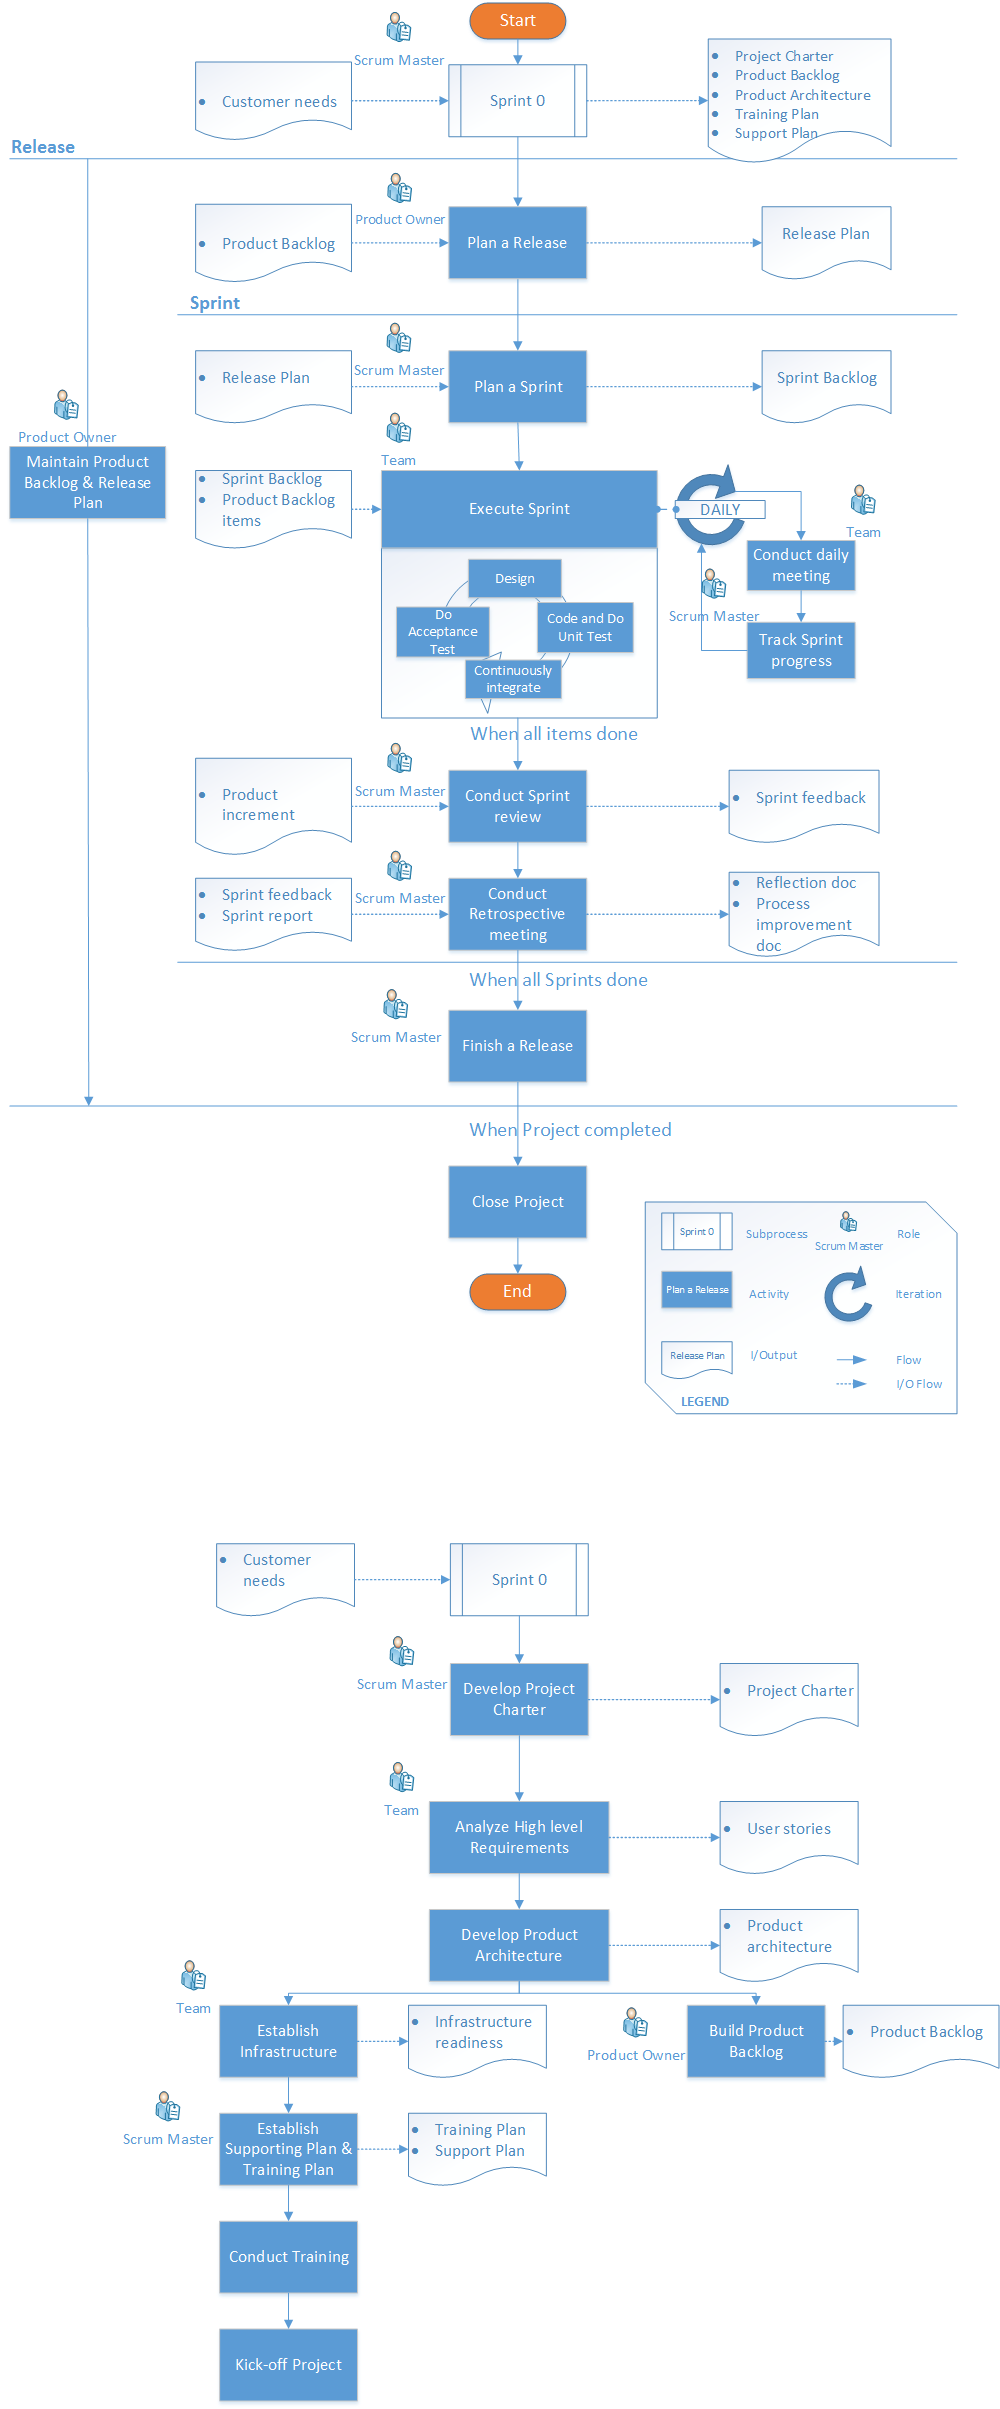 Start
Scrum Master
Customer needs
Sprint 0
Project Charter
Product Backlog
Product Architecture
Training Plan
Support Plan
Release
Product Owner
Product Backlog
Plan a Release
Release Plan
Sprint
Scrum Master
Release Plan
Plan a Sprint
Sprint Backlog
Product Owner
Maintain Product
Backlog & Release
Plan
Team
Sprint Backlog
Product Backlog
items
Execute Sprint
DAILY
Team
Conduct daily
meeting
Scrum Master
Track Sprint
progress
Design
Do
Acceptance
Test
Code and Do
Unit Test
Continuously
integrate
When all items done
Scrum Master
Product
increment
Conduct Sprint
review
Sprint feedback
Scrum Master
Sprint feedback
Sprint report
Conduct
Retrospective
meeting
Reflection doc
Process
improvement
doc
When all Sprints done
Scrum Master
Finish a Release
When Project completed
Close Project
End
Sprint 0
Subprocess
Scrum Master
Role
Plan a Release
Activity
Iteration
Release Plan
I/Output
Flow
I/O Flow
LEGEND
Customer
needs
Sprint 0
Scrum Master
Develop Project
Charter
Project Charter
Team
Analyze High level
Requirements
User stories
Develop Product
Architecture
Product
architecture
Team
Establish
Infrastructure
Infrastructure
readiness
Product Owner
Build Product
Backlog
Product Backlog
Scrum Master
Establish
Supporting Plan &
Training Plan
Training Plan
Support Plan
Conduct Training
Kick-off Project